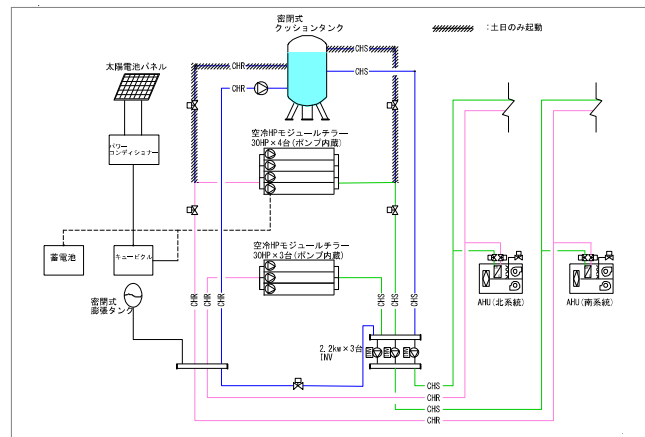 密閉式
クッションタンク
:土日のみ起動
CHR
CHS
CHS
CHR
太陽電池パネル
パワー
コンディショナー
空冷HPモジュールチラー
30HP×4台(ポンプ内蔵)
蓄電池
キュービクル
空冷HPモジュールチラー
30HP×3台(ポンプ内蔵)
密閉式
膨張タンク
CHR
CHR
CHR
CHS
CHS
CHS
AHU(北系統)
AHU(南系統)
2.2kw×3台
INV
CHS
CHR
CHS
CHR